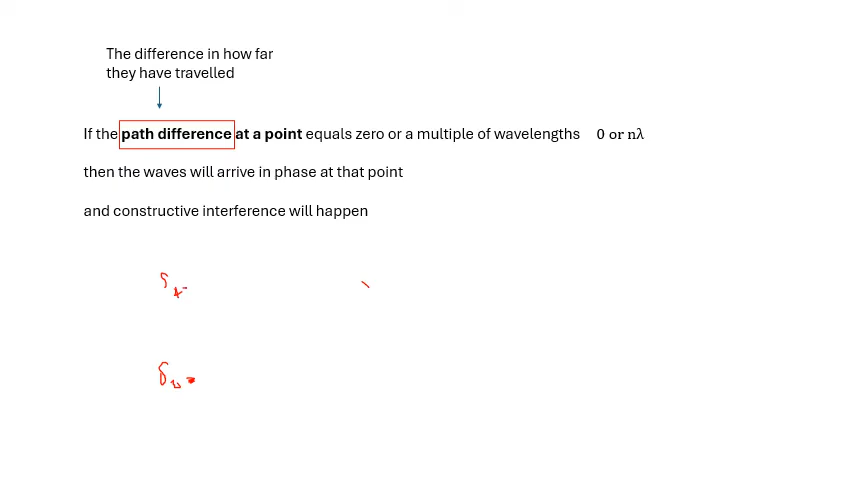 The difference in how far
they have travelled
If the path difference at a point equals zero or a multiple of wavelengths 0 or nλ
then the waves will arrive in phase at that point
and constructive interference will happen